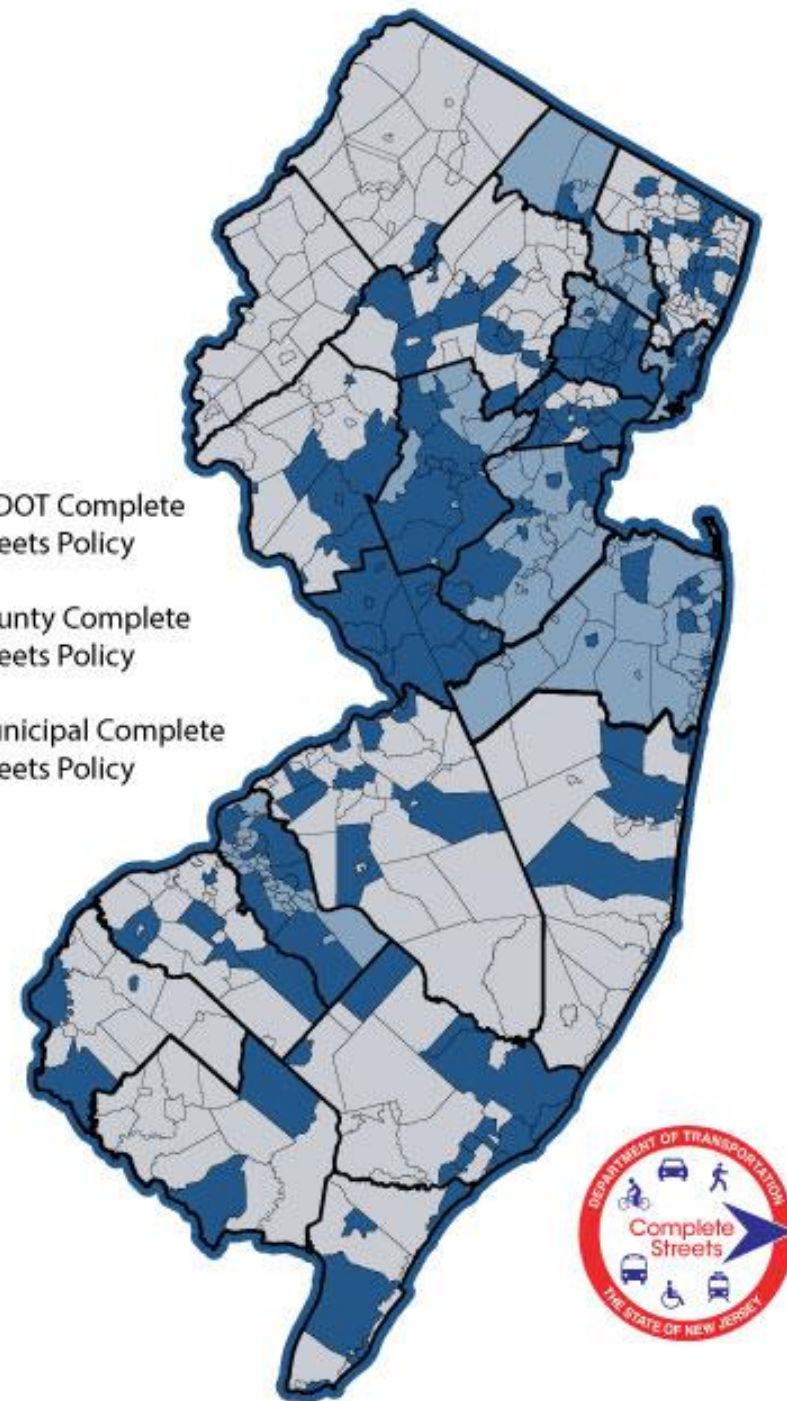 DOT Complete
eets Policy
unty Complete
eets Policy
unicipal Complete
eets Policy
DEPARTMENT OF TRANSPORTATION
Complete
Streets
THE STATE OF NEW JERSEY